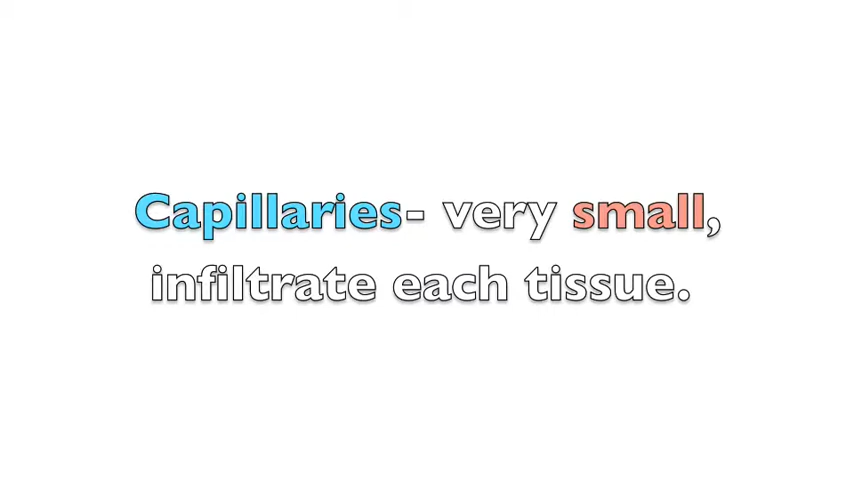 Capillaries- very small,
infiltrate each tissue.